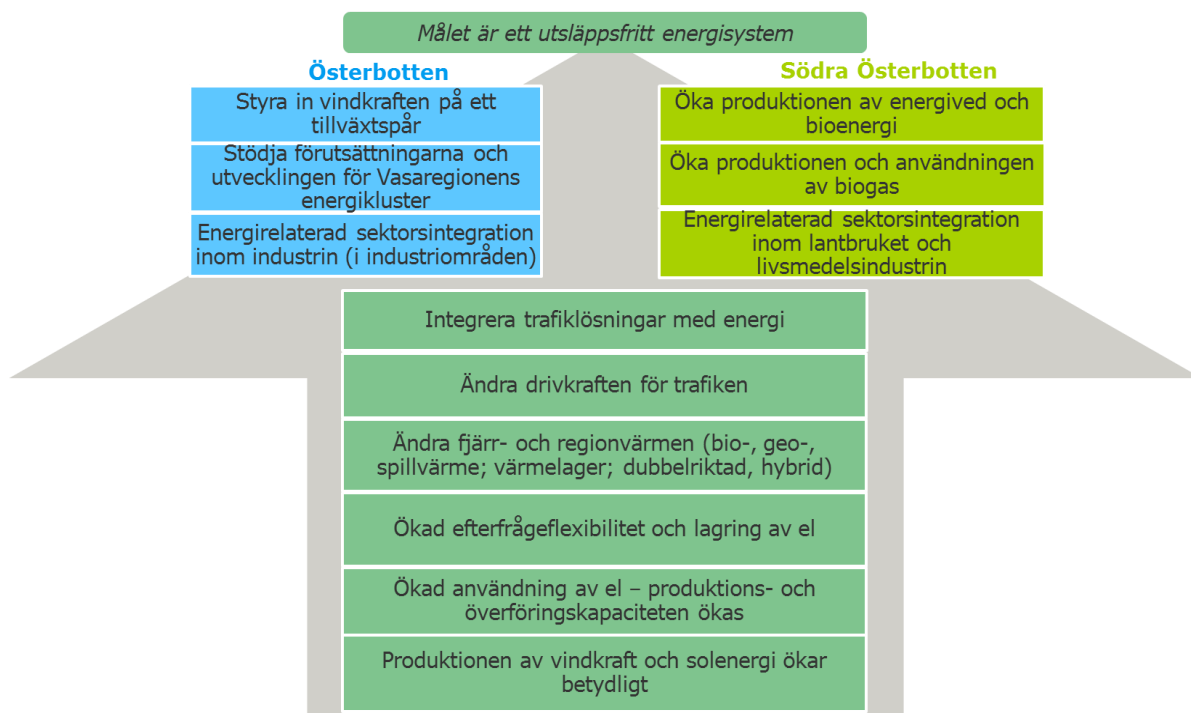 Målet är ett utsläppsfritt energisystem
Österbotten
Styra in vindkraften på ett
tillväxtspår
Stödja förutsättningarna och
utvecklingen för Vasaregionens
energikluster
Energirelaterad sektorsintegration
inom industrin (i industriområden)
Södra Österbotten
Öka produktionen av energived och
bioenergi
Öka produktionen och användningen
av biogas
Energirelaterad sektorsintegration
inom lantbruket och
livsmedelsindustrin
Integrera trafiklösningar med energi
Ändra drivkraften för trafiken
Ändra fjärr- och regionvärmen (bio-, geo-,
spillvärme; värmelager; dubbelriktad, hybrid)
Ökad efterfrågeflexibilitet och lagring av el
Ökad användning av el – produktions- och
överföringskapaciteten ökas
Produktionen av vindkraft och solenergi ökar
betydligt